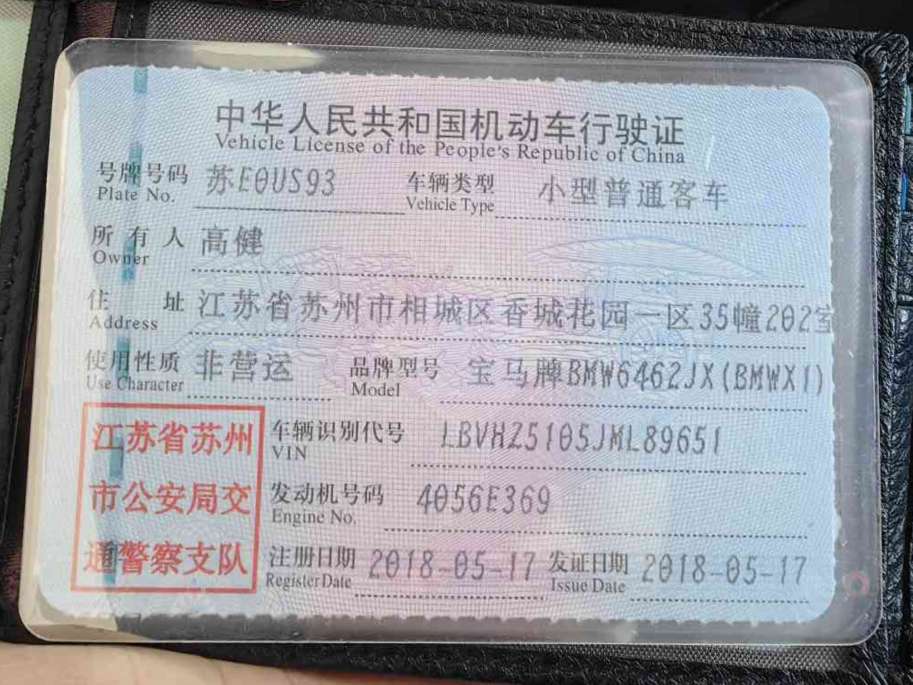 中华人民共和国机动车行驶证
Vehicle License of the People's Republic of China
号牌号码 苏E0US93 车辆类型 小型普通客车
Plate No. Vehicle Type
所有人 高健
Owner
住址 江苏省苏州市相城区香城花园一区35幢202室
Address
使用性质 非营运 品牌型号 宝马牌BMW6462JX(BMWX1)
Use Character Model
江苏省苏州 车辆识别代号 LBVHZ5105JML89651
VIN
市公安局交 发动机号码 4056E369
Engine No.
通警察支队 注册日期 2018-05-17 发证日期 2018-05-17
Register Date Issue Date